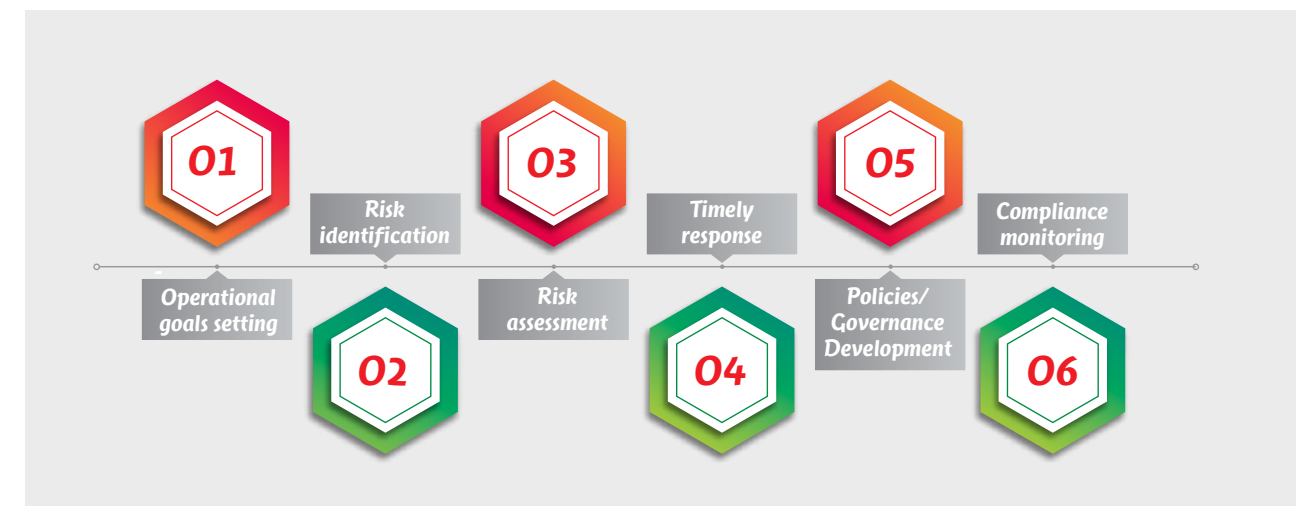 01
Operational
goals setting
Risk
identification
02
03
Risk
assessment
Timely
response
04
05
Policies/
Governance
Development
Compliance
monitoring
06